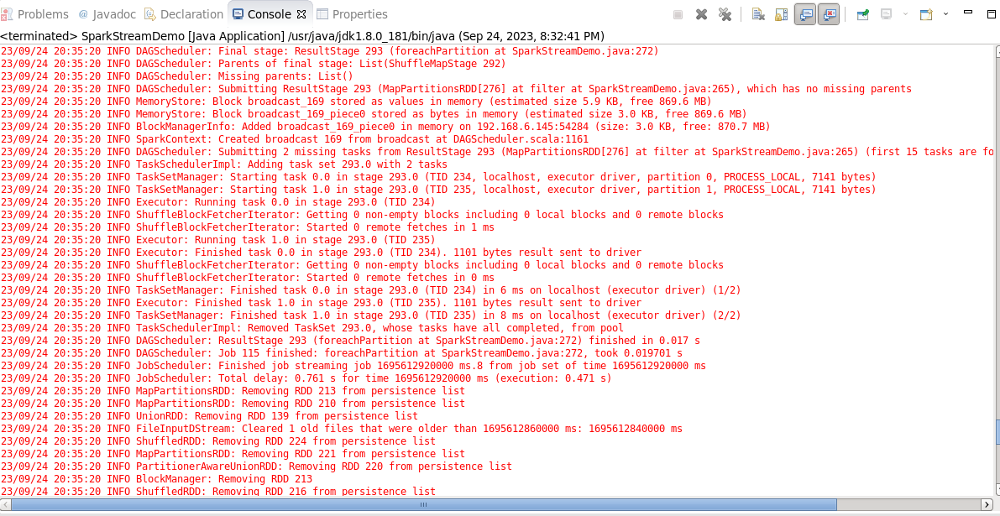 Problems @ Javadoc Declaration Console Properties
<terminated> SparkStreamDemo [Java Application] /usr/java/jdk1.8.0_181/bin/java (Sep 24, 2023, 8:32:41 PM)
23/09/24 20:35:20 INFO DAGScheduler: Final stage: ResultStage 293 (foreachPartition at SparkStreamDemo.java:272)
23/09/24 20:35:20 INFO DAGScheduler: Parents of final stage: List(ShuffleMapStage 292)
23/09/24 20:35:20 INFO DAGScheduler: Missing parents: List()
23/09/24 20:35:20 INFO DAGScheduler: Submitting ResultStage 293 (MapPartitionsRDD[276] at filter at SparkStreamDemo.java:265), which has no missing parents
23/09/24 20:35:20 INFO MemoryStore: Block broadcast_169 stored as values in memory (estimated size 5.9 KB, free 869.6 MB)
23/09/24 20:35:20 INFO MemoryStore: Block broadcast_169_piece0 stored as bytes in memory (estimated size 3.0 KB, free 869.6 MB)
23/09/24 20:35:20 INFO BlockManagerInfo: Added broadcast_169_piece0 in memory on 192.168.6.145:54284 (size: 3.0 KB, free: 870.7 MB)
23/09/24 20:35:20 INFO SparkContext: Created broadcast 169 from broadcast at DAGScheduler.scala:1161
23/09/24 20:35:20 INFO DAGScheduler: Submitting 2 missing tasks from ResultStage 293 (MapPartitionsRDD[276] at filter at SparkStreamDemo.java:265) (first 15 tasks are fo
23/09/24 20:35:20 INFO TaskSchedulerImpl: Adding task set 293.0 with 2 tasks
23/09/24 20:35:20 INFO TaskSetManager: Starting task 0.0 in stage 293.0 (TID 234, localhost, executor driver, partition 0, PROCESS_LOCAL, 7141 bytes)
23/09/24 20:35:20 INFO TaskSetManager: Starting task 1.0 in stage 293.0 (TID 235, localhost, executor driver, partition 1, PROCESS_LOCAL, 7141 bytes)
23/09/24 20:35:20 INFO Executor: Running task 0.0 in stage 293.0 (TID 234)
23/09/24 20:35:20 INFO ShuffleBlockFetcherIterator: Getting 0 non-empty blocks including 0 local blocks and 0 remote blocks
23/09/24 20:35:20 INFO ShuffleBlockFetcherIterator: Started 0 remote fetches in 1 ms
23/09/24 20:35:20 INFO Executor: Running task 1.0 in stage 293.0 (TID 235)
23/09/24 20:35:20 INFO Executor: Finished task 0.0 in stage 293.0 (TID 234). 1101 bytes result sent to driver
23/09/24 20:35:20 INFO ShuffleBlockFetcherIterator: Getting 0 non-empty blocks including 0 local blocks and 0 remote blocks
23/09/24 20:35:20 INFO ShuffleBlockFetcherIterator: Started 0 remote fetches in 0 ms
23/09/24 20:35:20 INFO TaskSetManager: Finished task 0.0 in stage 293.0 (TID 234) in 6 ms on localhost (executor driver) (1/2)
23/09/24 20:35:20 INFO Executor: Finished task 1.0 in stage 293.0 (TID 235). 1101 bytes result sent to driver
23/09/24 20:35:20 INFO TaskSetManager: Finished task 1.0 in stage 293.0 (TID 235) in 8 ms on localhost (executor driver) (2/2)
23/09/24 20:35:20 INFO TaskSchedulerImpl: Removed TaskSet 293.0, whose tasks have all completed, from pool
23/09/24 20:35:20 INFO DAGScheduler: ResultStage 293 (foreachPartition at SparkStreamDemo.java:272) finished in 0.017 s
23/09/24 20:35:20 INFO DAGScheduler: Job 115 finished: foreachPartition at SparkStreamDemo.java:272, took 0.019701 s
23/09/24 20:35:20 INFO JobScheduler: Finished job streaming job 1695612920000 ms.8 from job set of time 1695612920000 ms
23/09/24 20:35:20 INFO JobScheduler: Total delay: 0.761 s for time 1695612920000 ms (execution: 0.471 s)
23/09/24 20:35:20 INFO MapPartitionsRDD: Removing RDD 213 from persistence list
23/09/24 20:35:20 INFO MapPartitionsRDD: Removing RDD 210 from persistence list
23/09/24 20:35:20 INFO UnionRDD: Removing RDD 139 from persistence list
23/09/24 20:35:20 INFO FileInputDStream: Cleared 1 old files that were older than 1695612860000 ms: 1695612840000 ms
23/09/24 20:35:20 INFO ShuffledRDD: Removing RDD 224 from persistence list
23/09/24 20:35:20 INFO MapPartitionsRDD: Removing RDD 221 from persistence list
23/09/24 20:35:20 INFO PartitionerAwareUnionRDD: Removing RDD 220 from persistence list
23/09/24 20:35:20 INFO BlockManager: Removing RDD 213
23/09/24 20:35:20 INFO ShuffledRDD: Removing RDD 216 from persistence list